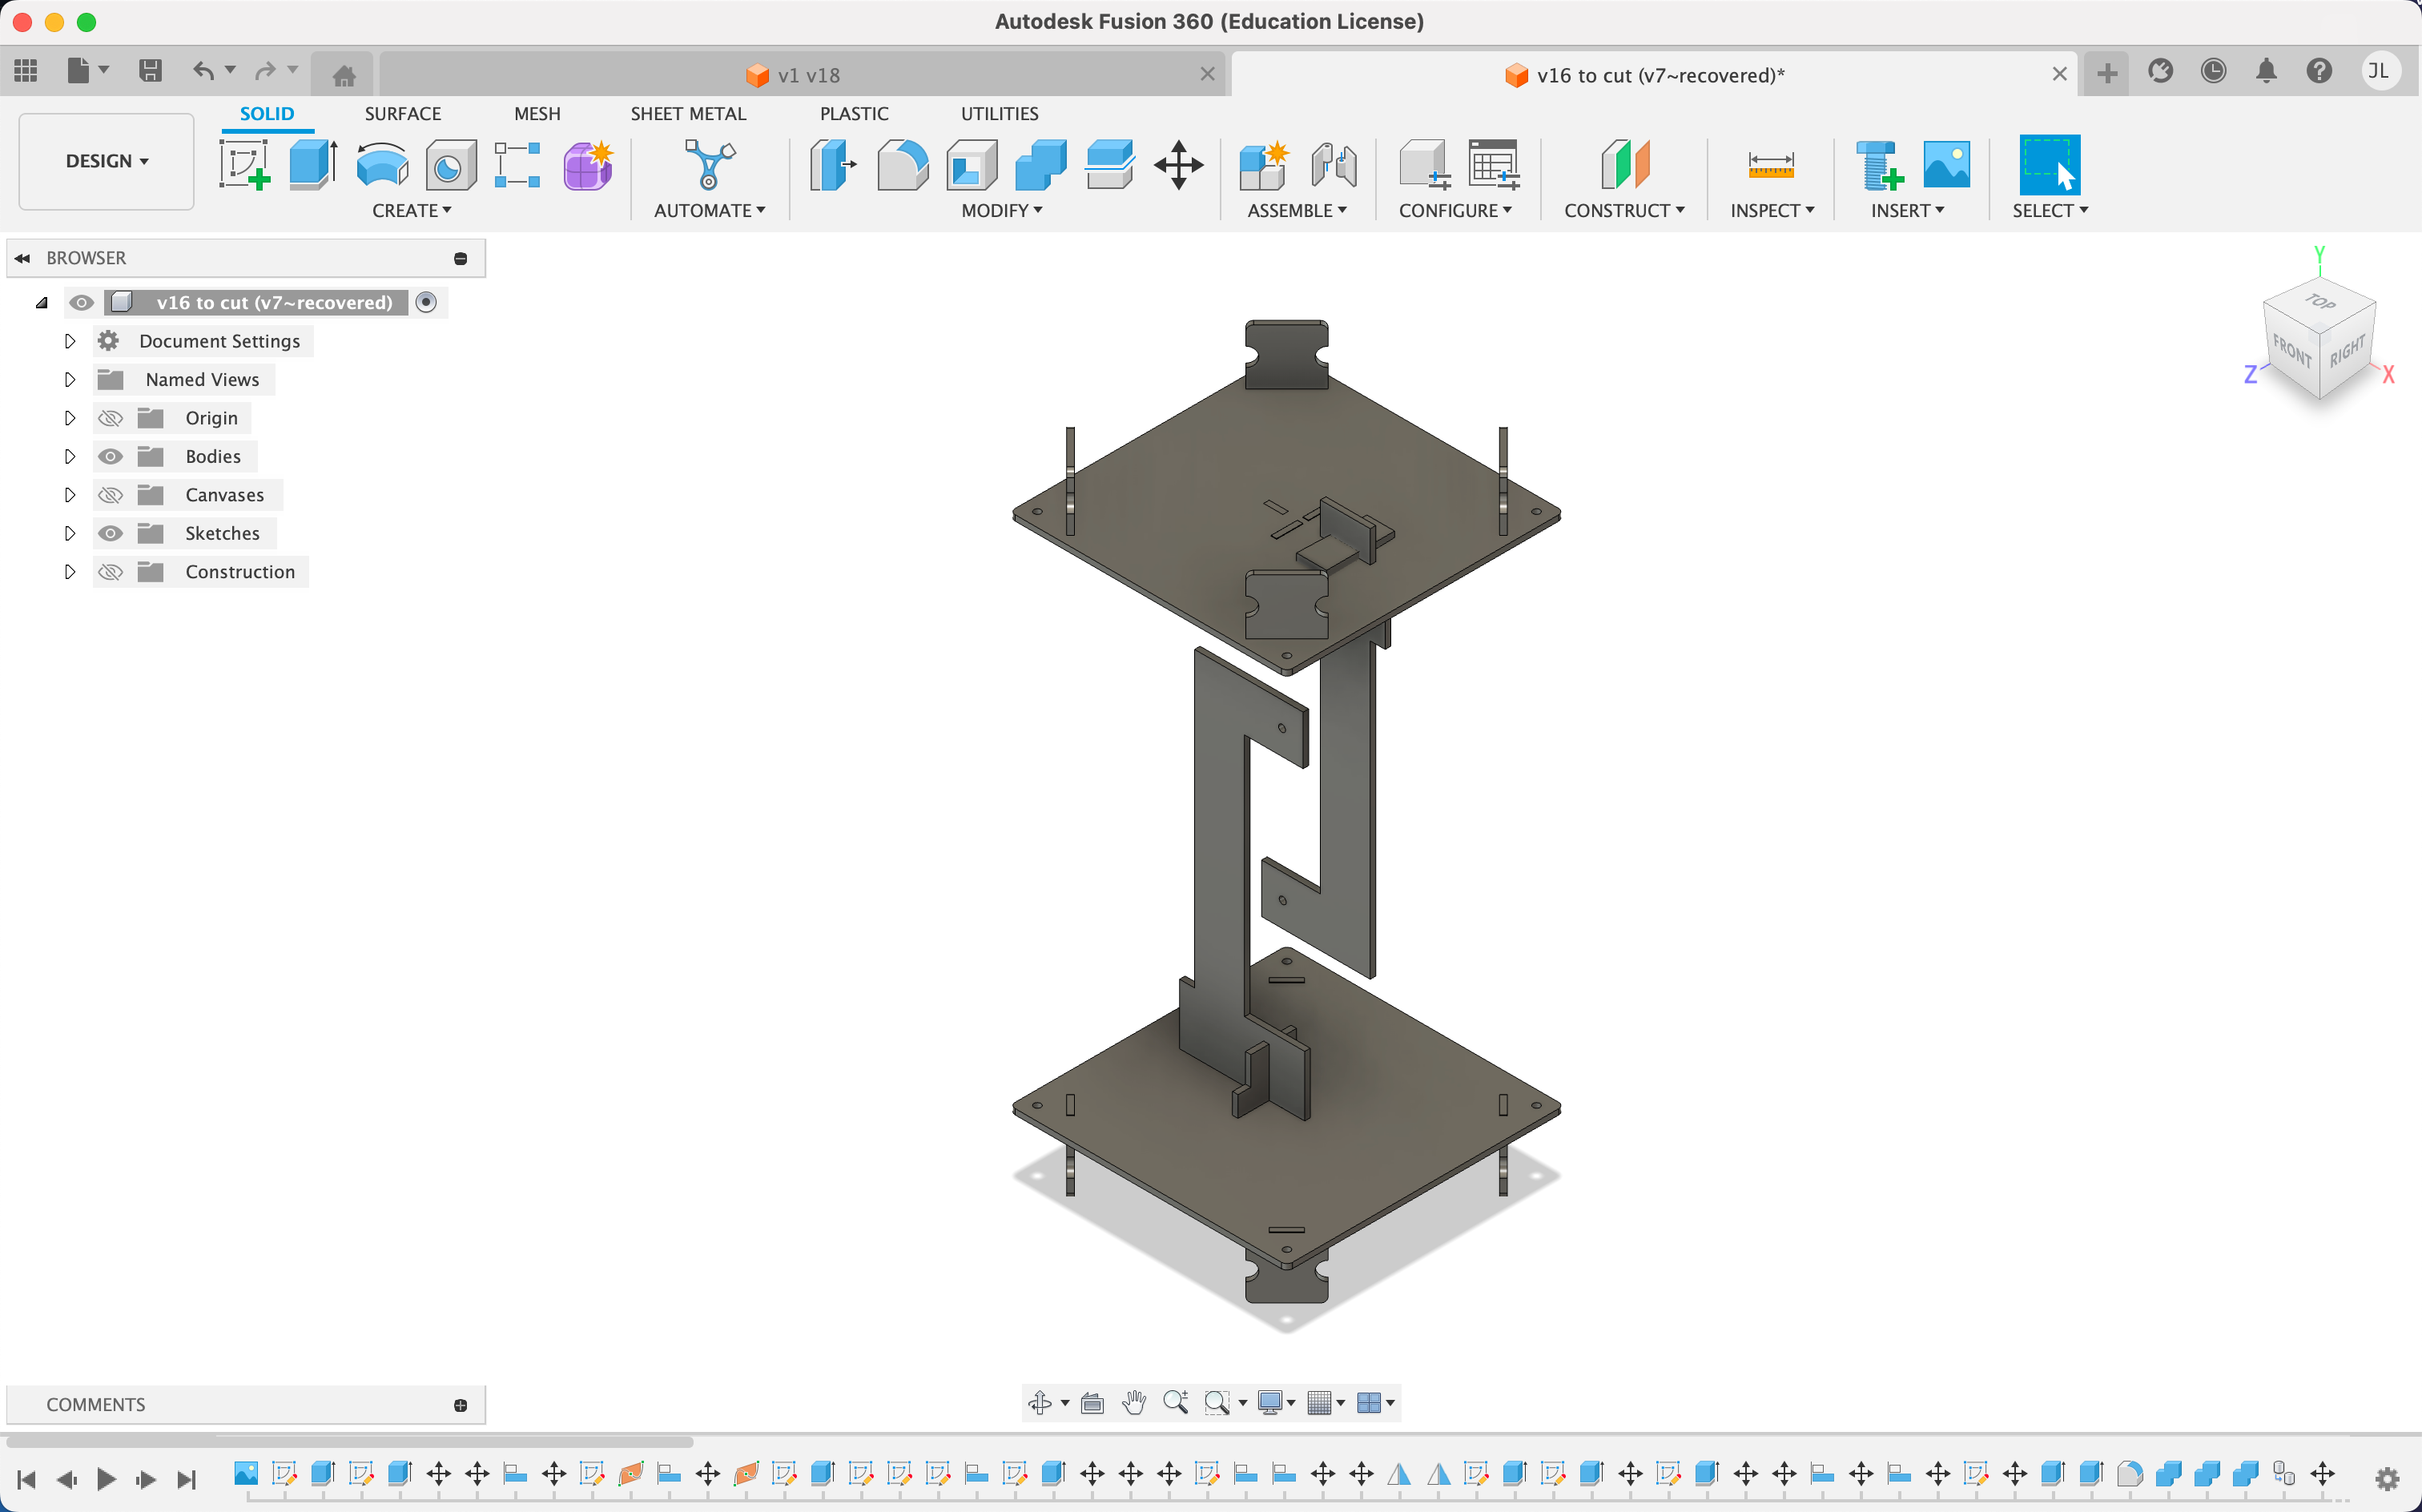 Autodesk Fusion 360 (Education License)
v1 v18
v16 to cut (v7~recovered)*
JL
DESIGN
SOLID
SURFACE
MESH
SHEET METAL
PLASTIC
UTILITIES
CREATE
AUTOMATE
MODIFY
ASSEMBLE
CONFIGURE
CONSTRUCT
INSPECT
INSERT
SELECT
BROWSER
v16 to cut (v7~recovered)
Document Settings
Named Views
Origin
Bodies
Canvases
Sketches
Construction
Y
TOP
FRONT
RIGHT
Z
X
COMMENTS